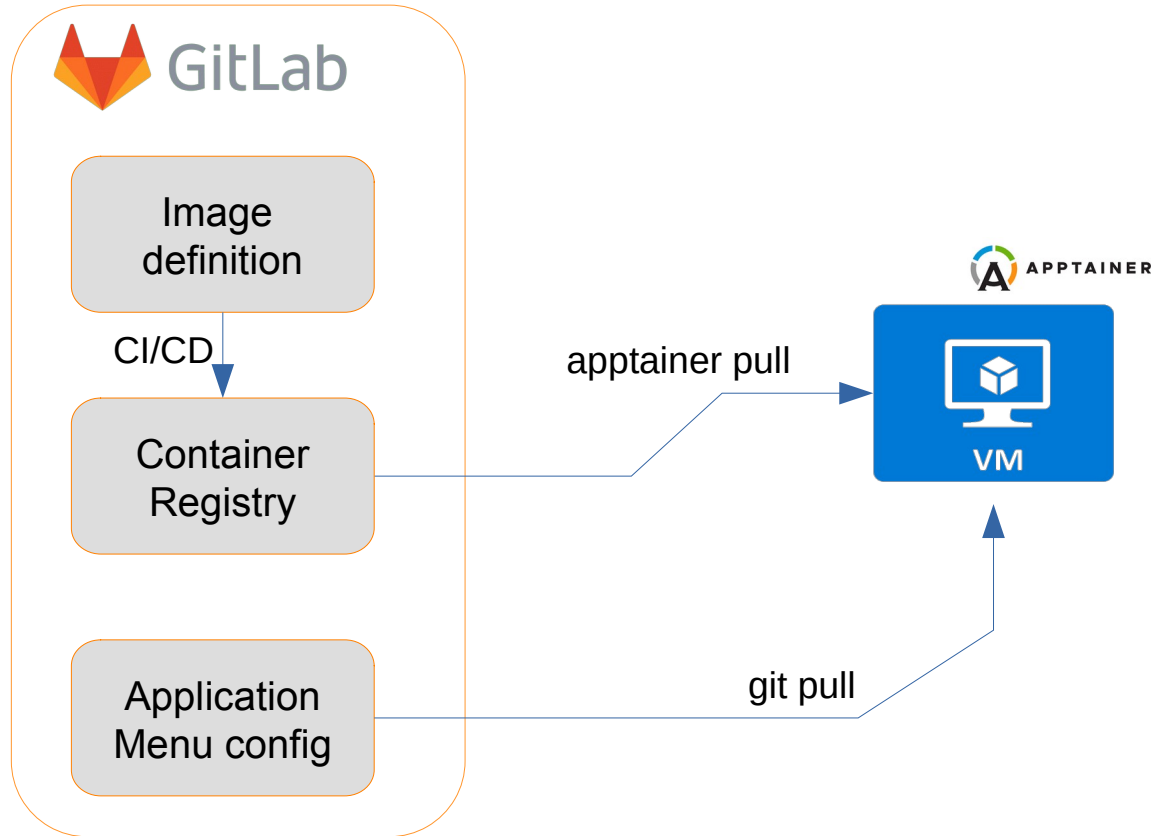 GitLab
Image
definition
CI/CD
Container
Registry
Application
Menu config
apptainer pull
git pull
APPTAINER
VM